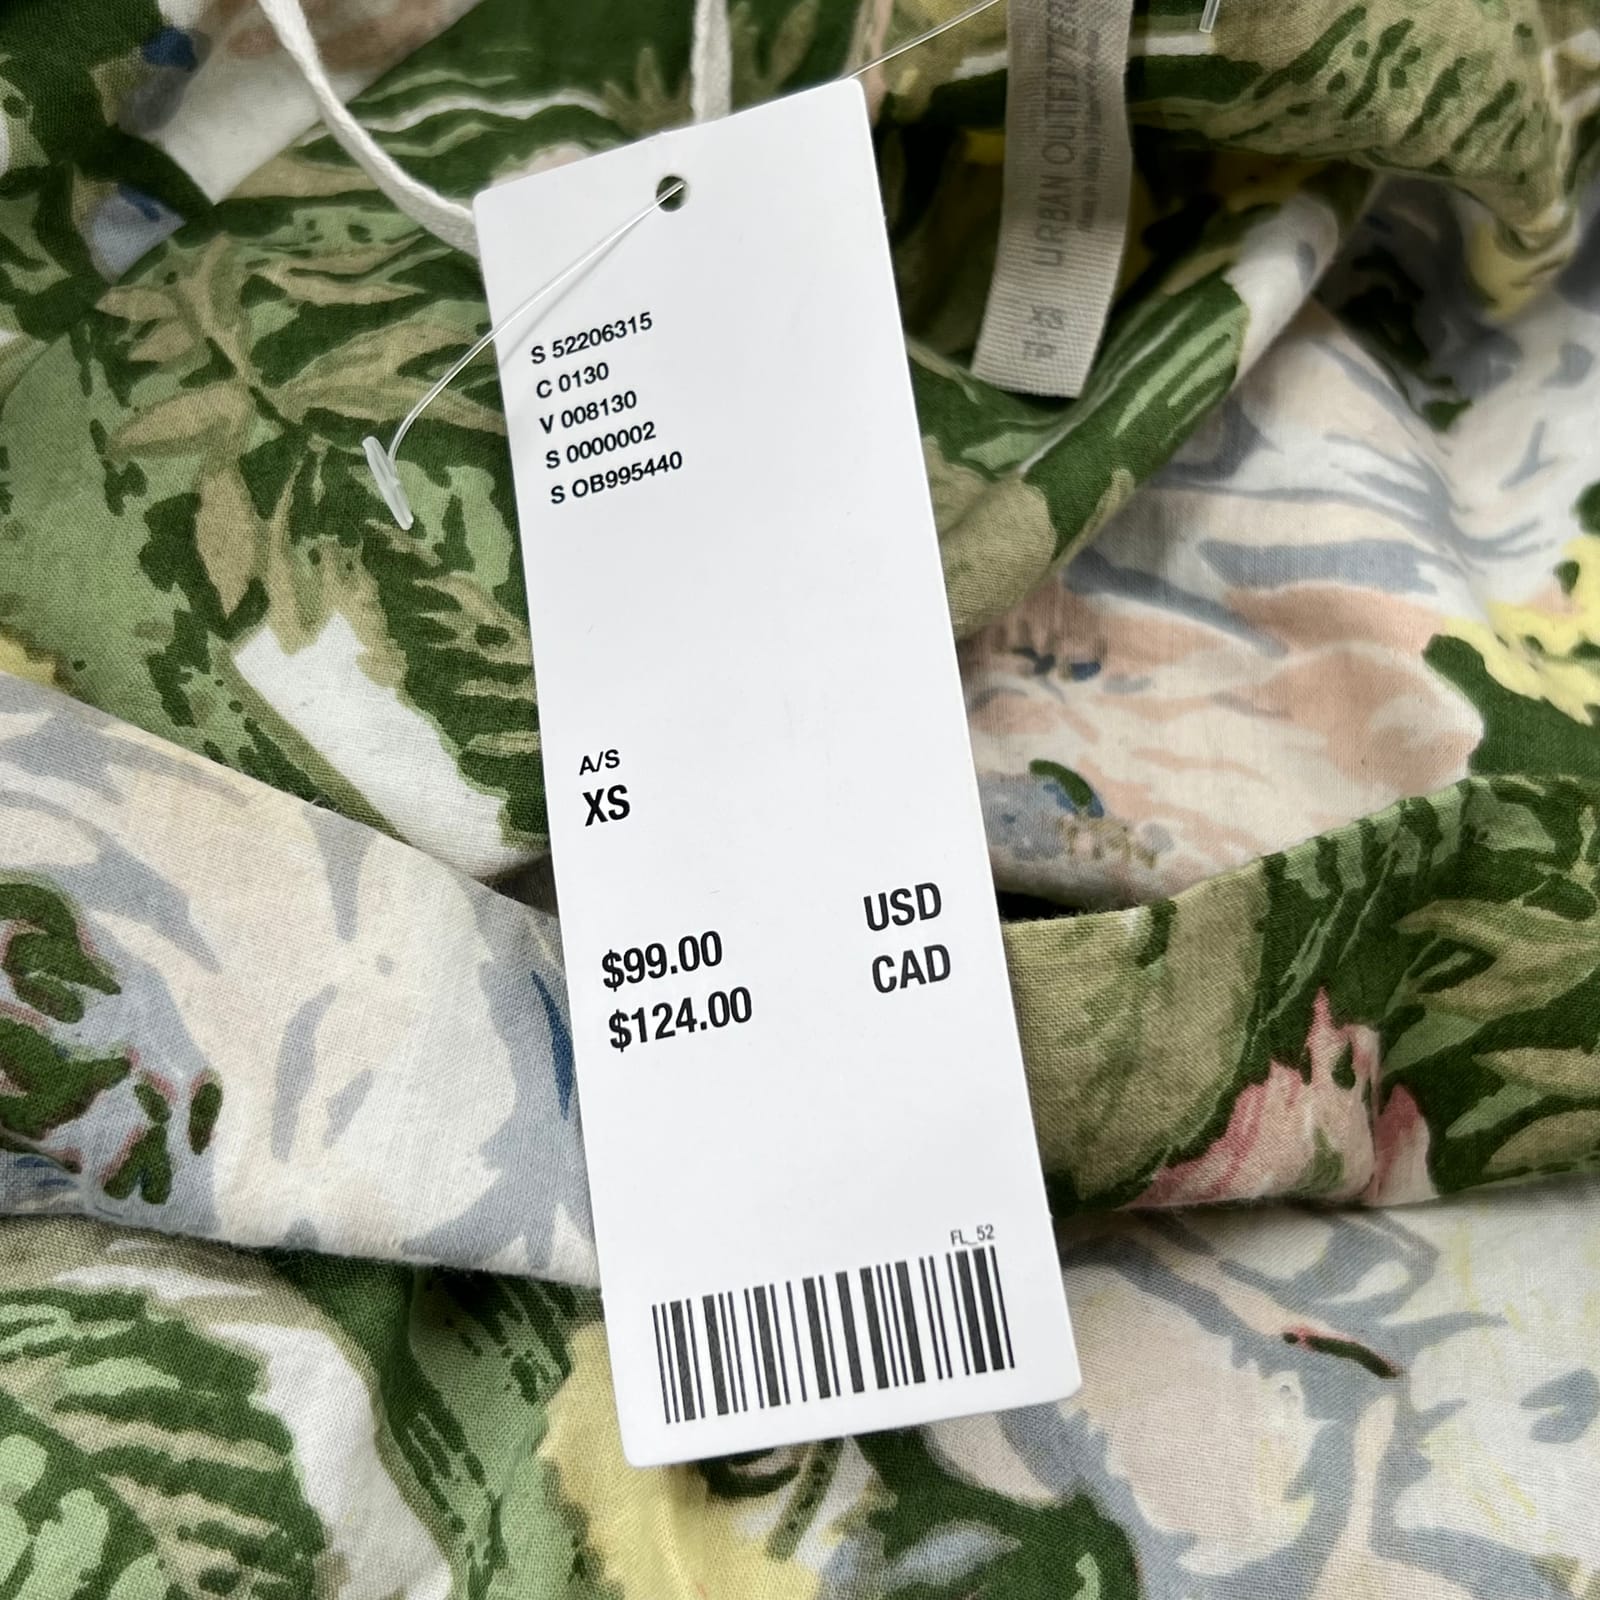 URBAN OUTFITTERS
XS
S 52206315
C 0130
V 008130
S 0000002
S OB995440
A/S
XS
$99.00 USD
$124.00 CAD
FL_52